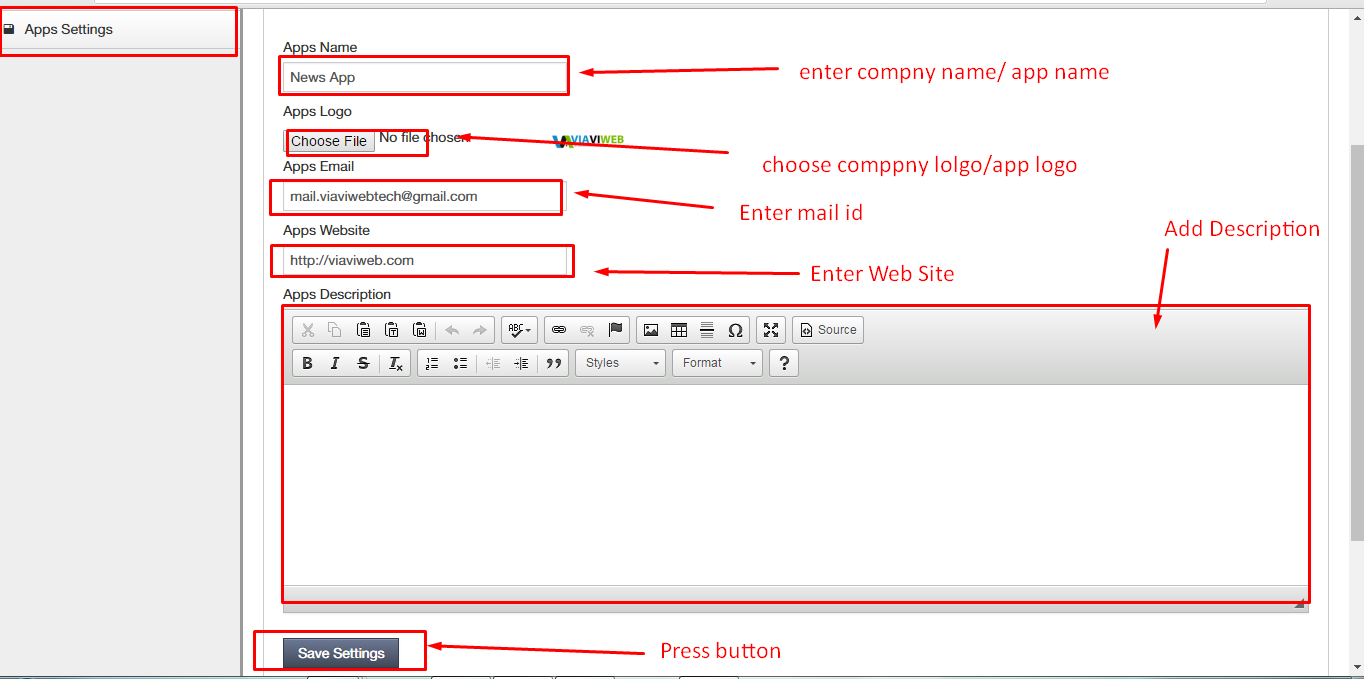 Apps Settings
Apps Name
News App
enter compny name/ app name
Apps Logo
Choose File No file chosen
VIAVIWEB
choose comppny lolgo/app logo
Apps Email
mail.viaviwebtech@gmail.com
Enter mail id
Apps Website
Add Description
http://viaviweb.com
Enter Web Site
Apps Description
ABC Ω Source
B I S Tx Styles Format ?
Save Settings
Press button